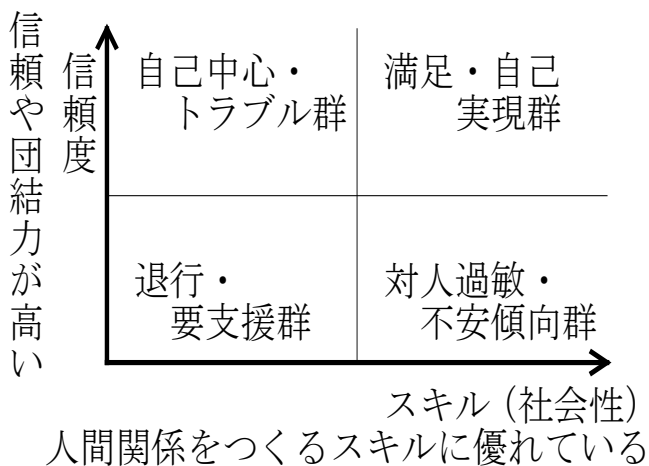 信頼や団結力が高い
信頼度
自己中心・
トラブル群
満足・自己
実現群
退行・
要支援群
対人過敏・
不安傾向群
スキル（社会性）
人間関係をつくるスキルに優れている